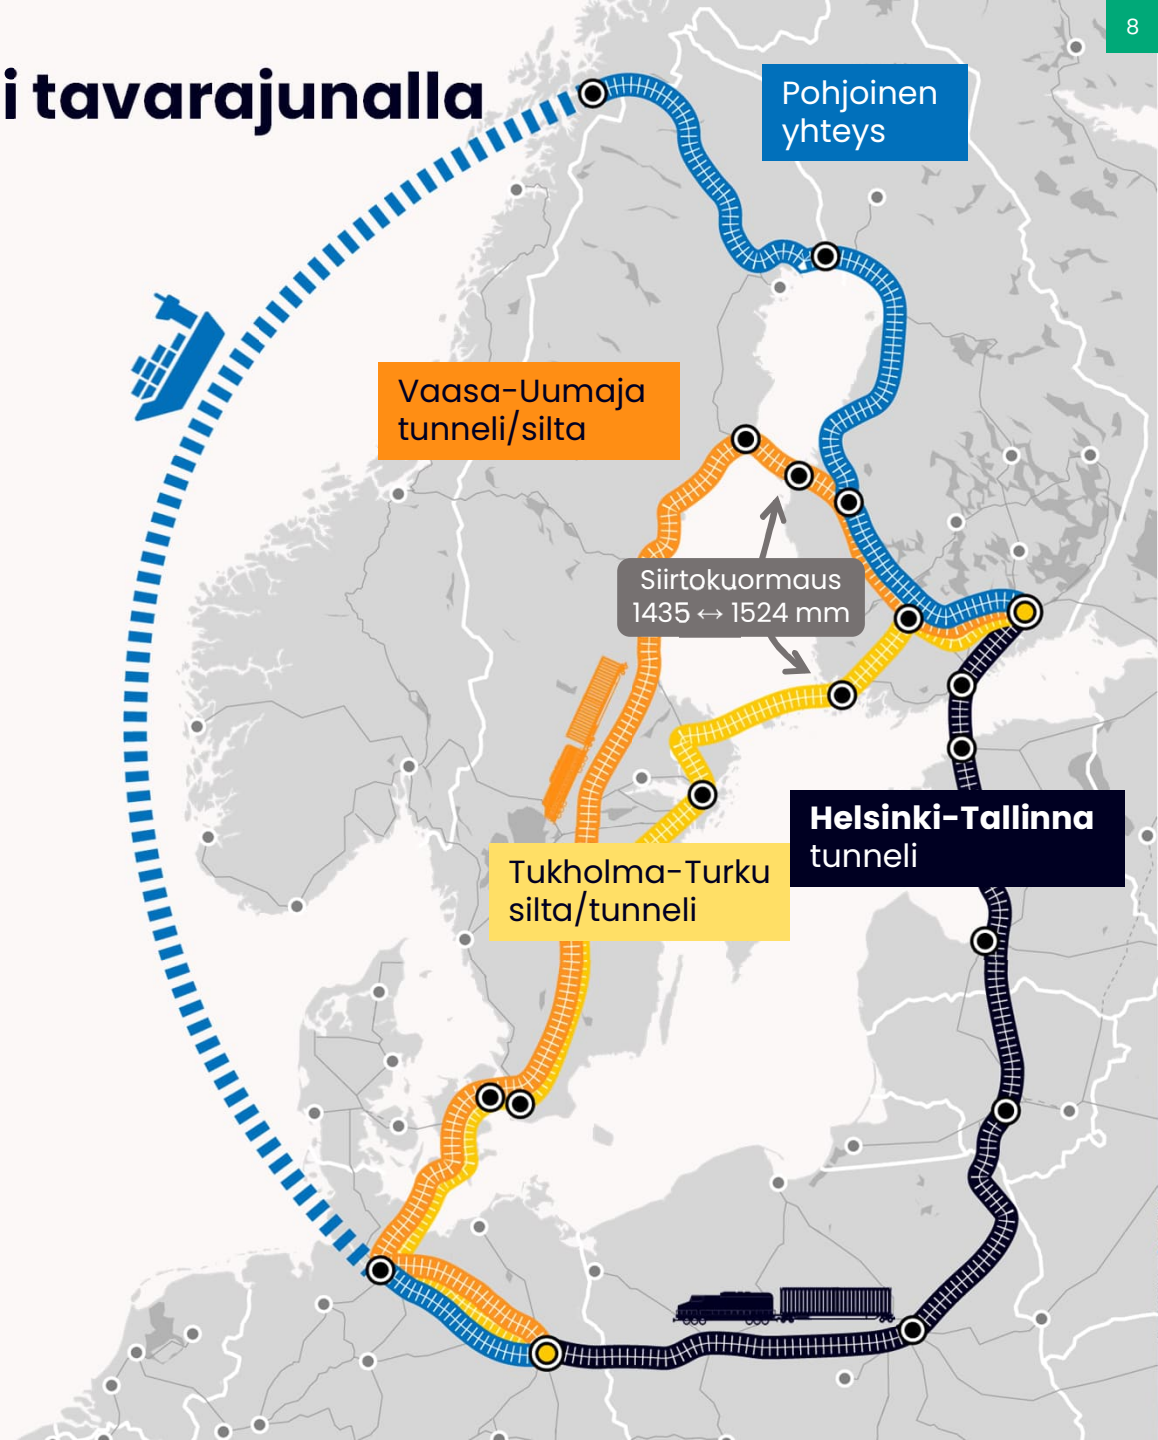 8
i tavarajunalla
Pohjoinen
yhteys
Vaasa-Uumaja
tunneli/silta
Siirtokuormaus
1435 ↔ 1524 mm
Helsinki-Tallinna
tunneli
Tukholma-Turku
silta/tunneli